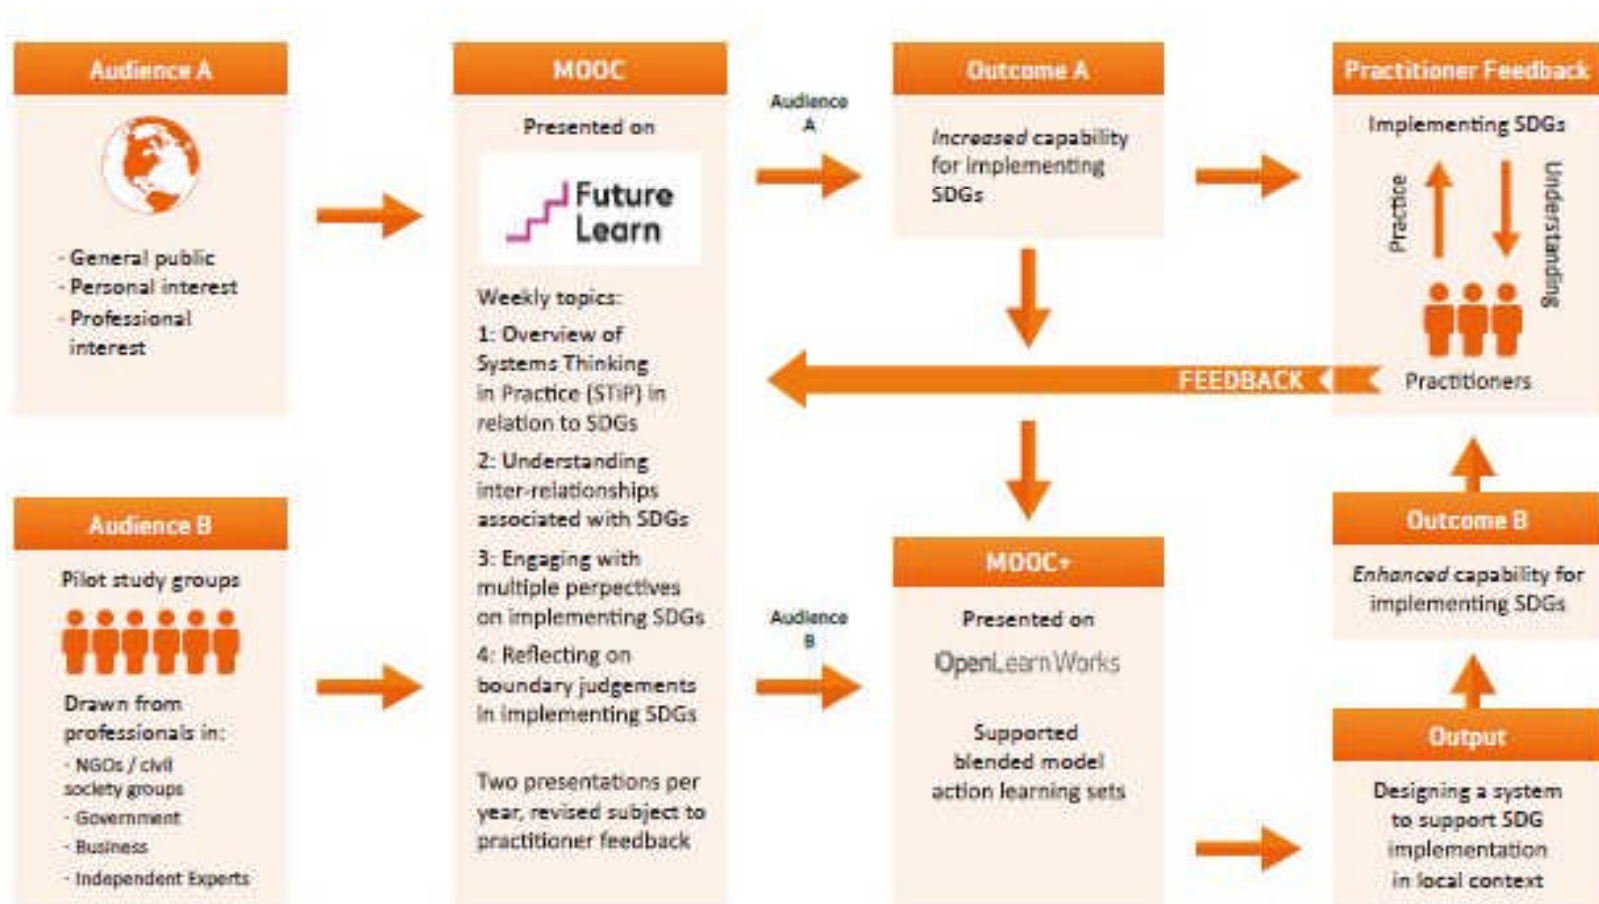 Audience A
- General public
- Personal interest
- Professional
interest
Audience B
Pilot study groups
Drawn from
professionals in:
- NGOs / civil
society groups
- Government
- Business
- Independent Experts
MOOC
Presented on
Future
Learn
Weekly topics:
1: Overview of
Systems Thinking
in Practice (STiP) in
relation to SDGs
2: Understanding
inter-relationships
associated with SDGs
3: Engaging with
multiple perpectives
on implementing SDGs
4: Reflecting on
boundary judgements
in implementing SDGs
Two presentations per
year, revised subject to
practitioner feedback
Audience
A
Audience
B
Outcome A
Increased capability
for implementing
SDGs
FEEDBACK
MOOC+
Presented on
OpenLearnWorks
Supported
blended model
action learning sets
Practitioner Feedback
Implementing SDGs
Practice
Understanding
Practitioners
Outcome B
Enhanced capability for
implementing SDGs
Output
Designing a system
to support SDG
implementation
in local context